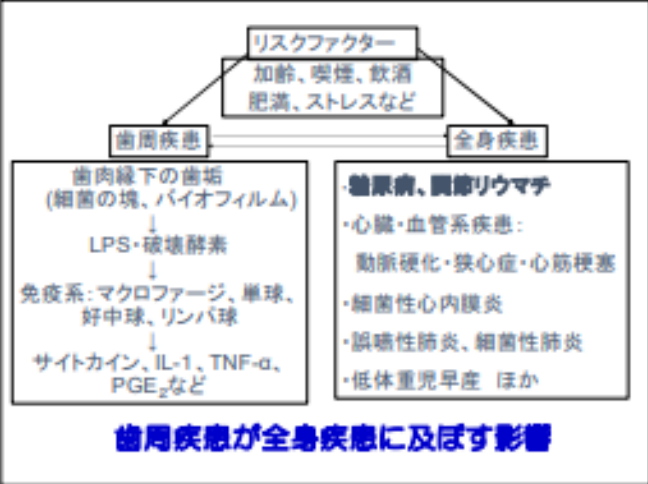 リスクファクター
加齢、喫煙、飲酒
肥満、ストレスなど
歯周疾患
全身疾患
歯肉縁下の歯垢
(細菌の塊、バイオフィルム)
↓
LPS・破壊酵素
↓
免疫系:マクロファージ、単球、
好中球、リンパ球
↓
サイトカイン、IL-1、TNF-α、
PGE₂など
・糖尿病、関節リウマチ
・心臓・血管系疾患:
動脈硬化・狭心症・心筋梗塞
・細菌性心内膜炎
・誤嚥性肺炎、細菌性肺炎
・低体重児早産 ほか
歯周疾患が全身疾患に及ぼす影響